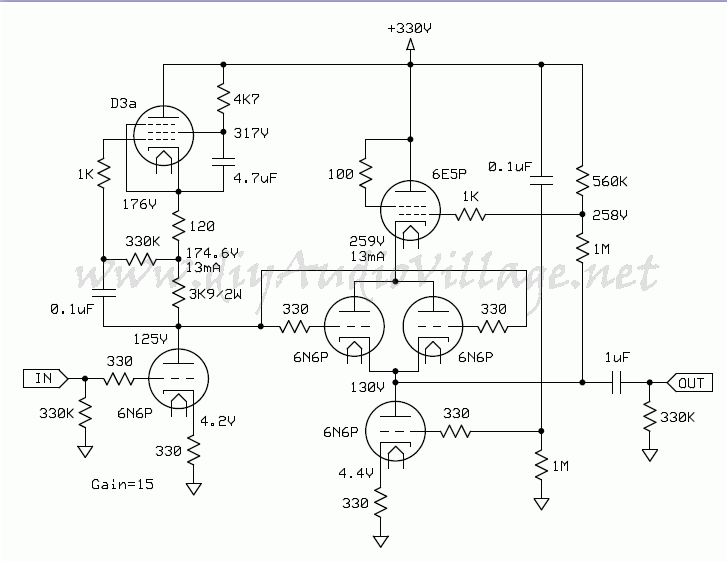 +330V
D3a
4K7
317V
1K
4.7uF
176V
120
330K
174.6V
13mA
0.1uF
3K9/2W
125V
100
6E5P
1K
0.1uF
560K
258V
1M
259V
13mA
www.diyAudioVillage.net
330
330
6N6P
6N6P
130V
1uF
IN
330
330K
6N6P
4.2V
330
Gain=15
6N6P
330
4.4V
330
1M
OUT
330K